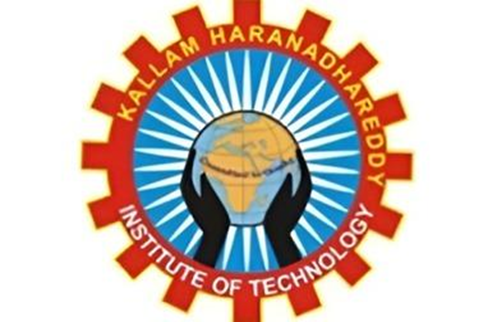 KALLAM HARANADHAREDDY
INSTITUTE OF TECHNOLOGY